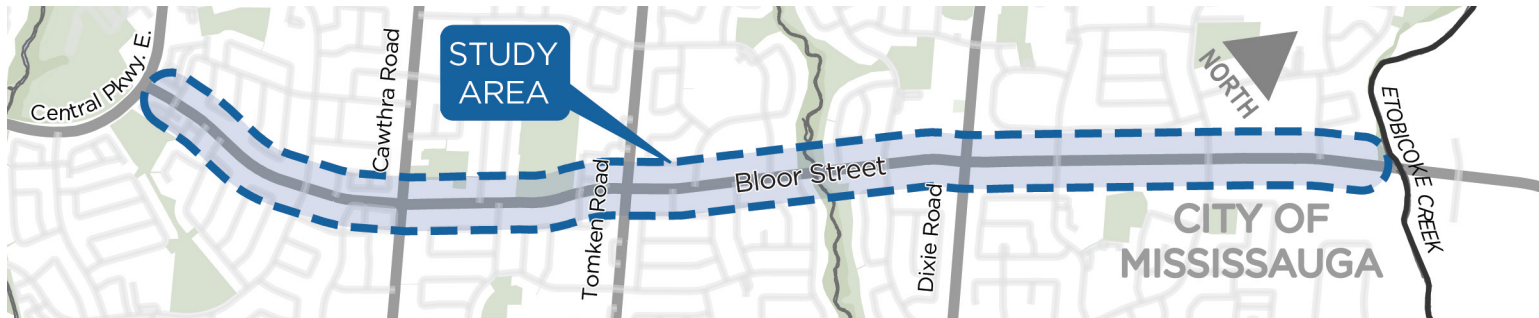 Central Pkwy. E.
Cawthra Road
STUDY
AREA
Tomken Road
Bloor Street
Dixie Road
NORTH
CITY OF
MISSISSAUGA
ETOBICOKE CREEK